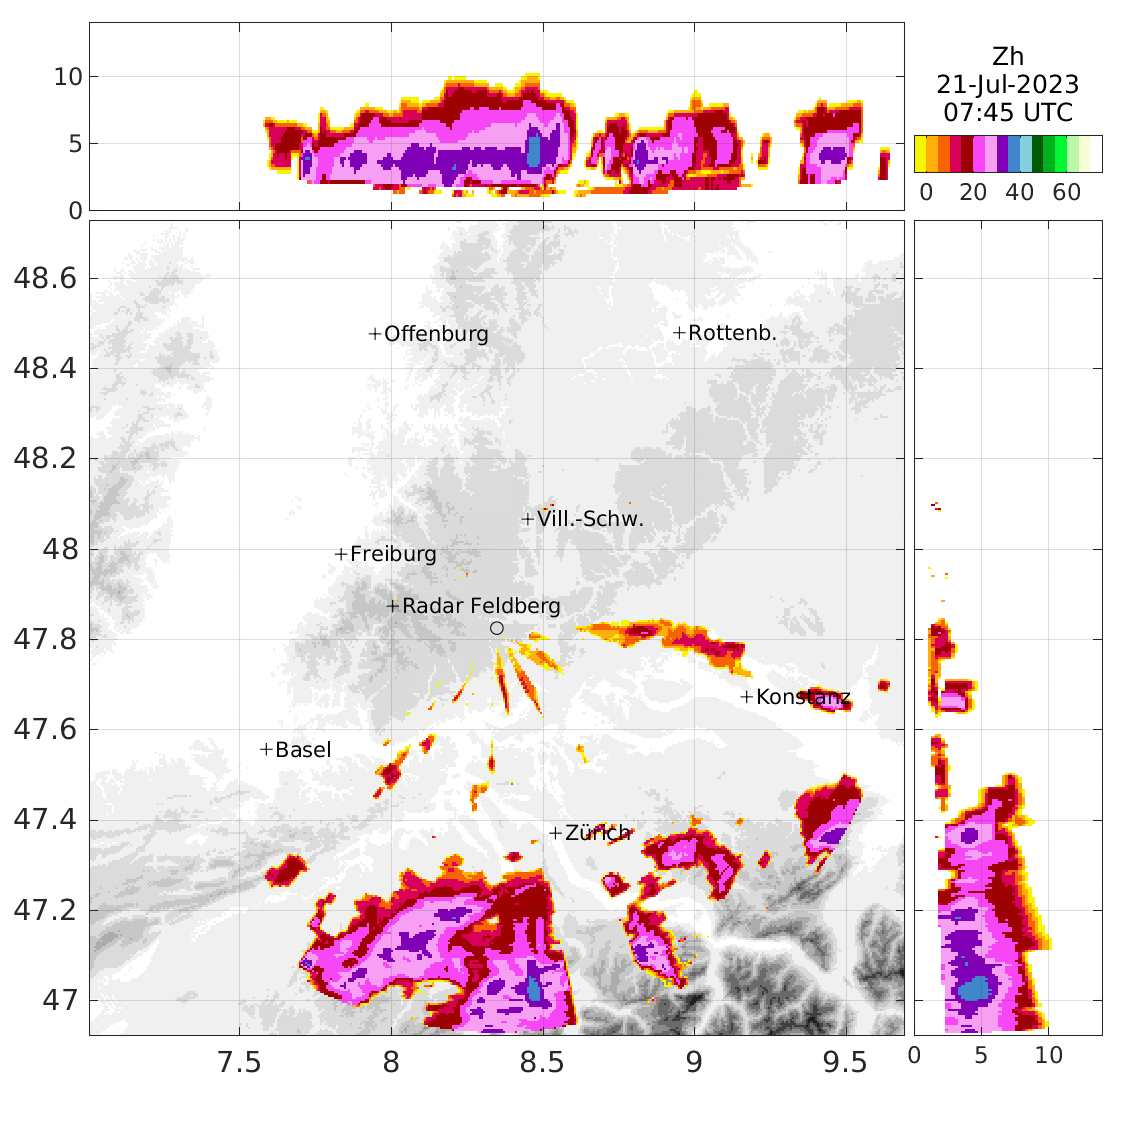 Zh
21-Jul-2023
07:45 UTC
0 20 40 60
10
5
0
48.6
48.4
48.2
48
47.8
47.6
47.4
47.2
47
Offenburg
Rottenb.
Vill.-Schw.
Freiburg
Radar Feldberg
Konstanz
Basel
Zürich
7.5 8 8.5 9 9.5
0 5 10